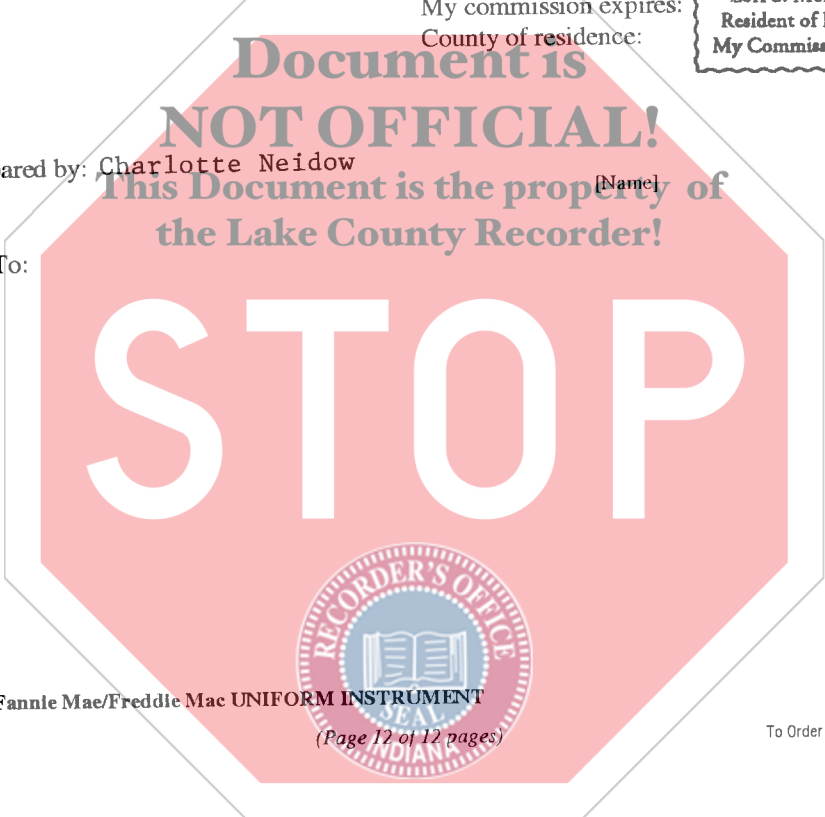 My commission expires:
Resident of
County of residence:
My Commiss
Document is
NOT OFFICIAL!
ared by: Charlotte Neidow
[Name]
This Document is the property of
the Lake County Recorder!
To:
STOP
RECORDER'S OFFICE
SEAL
INDIANA
Fannie Mae/Freddie Mac UNIFORM INSTRUMENT
(Page 12 of 12 pages)
To Order